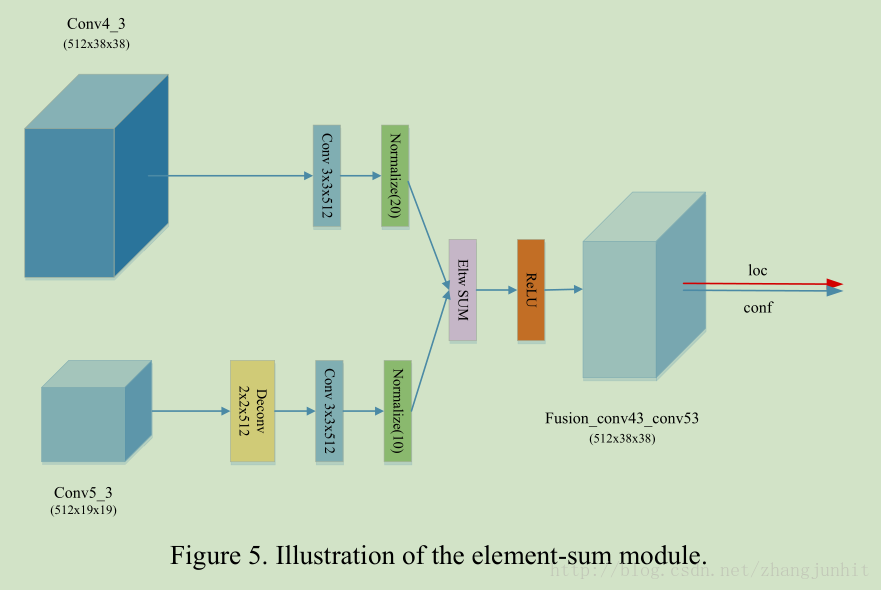 Conv4_3
(512x38x38)
Conv 3x3x512
Normalize(20)
Eltw SUM
ReLU
loc
conf
Deconv
2x2x512
Conv 3x3x512
Normalize(10)
Fusion_conv43_conv53
(512x38x38)
Conv5_3
(512x19x19)
Figure 5. Illustration of the element-sum module.
http://blog.csdn.net/zhangjunhit